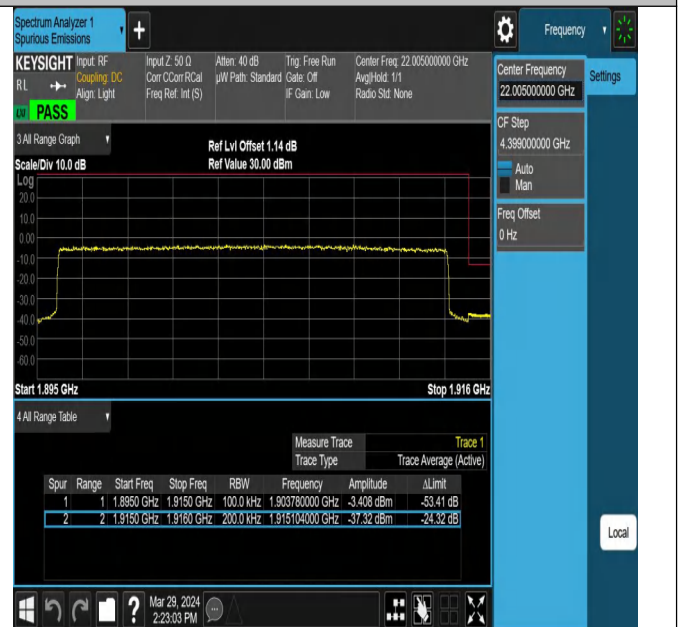 Spectrum Analyzer 1
Spurious Emissions
+
Frequency
KEYSIGHT
RL
PASS
Input: RF
Coupling: DC
Align: Light
Input Z: 50 Ω
Corr CCorr RCal
Freq Ref: Int (S)
Atten: 40 dB
µW Path: Standard
Trig: Free Run
Gate: Off
IF Gain: Low
Center Freq: 22.005000000 GHz
Avg|Hold: 1/1
Radio Std: None
Center Frequency
22.005000000 GHz
Settings
CF Step
4.399000000 GHz
Auto
Man
Freq Offset
0 Hz
3 All Range Graph
Scale/Div 10.0 dB
Ref Lvl Offset 1.14 dB
Ref Value 30.00 dBm
Log
20.0
10.0
0.00
-10.0
-20.0
-30.0
-40.0
-50.0
-60.0
Start 1.895 GHz
Stop 1.916 GHz
4 All Range Table
Measure Trace Trace 1
Trace Type Trace Average (Active)
Spur Range Start Freq Stop Freq RBW Frequency Amplitude ΔLimit
1 1 1.8950 GHz 1.9150 GHz 100.0 kHz 1.903780000 GHz -3.408 dBm -53.41 dB
2 2 1.9150 GHz 1.9160 GHz 200.0 kHz 1.915104000 GHz -37.32 dBm -24.32 dB
Local
?
Mar 29, 2024
2:23:03 PM